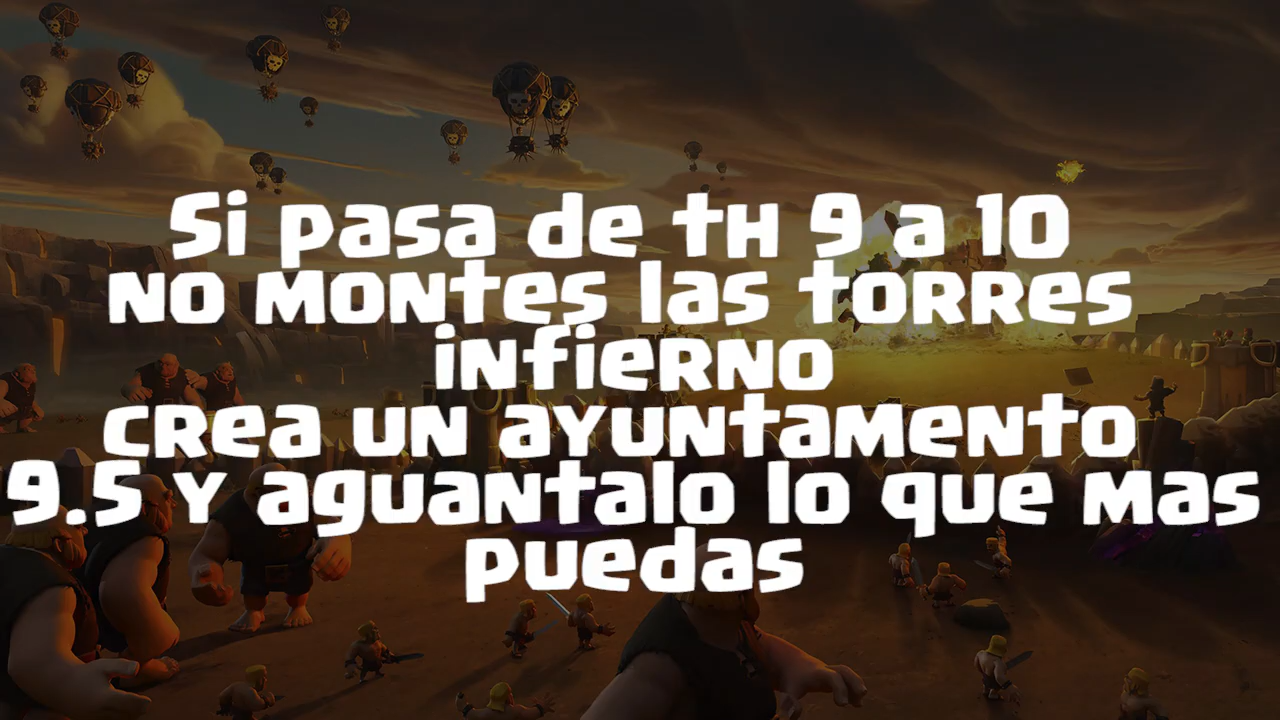 Si pasa de TH 9 a 10
no montes las torres
infierno
crea un ayuntamento
9.5 y aguantalo lo que mas
puedas